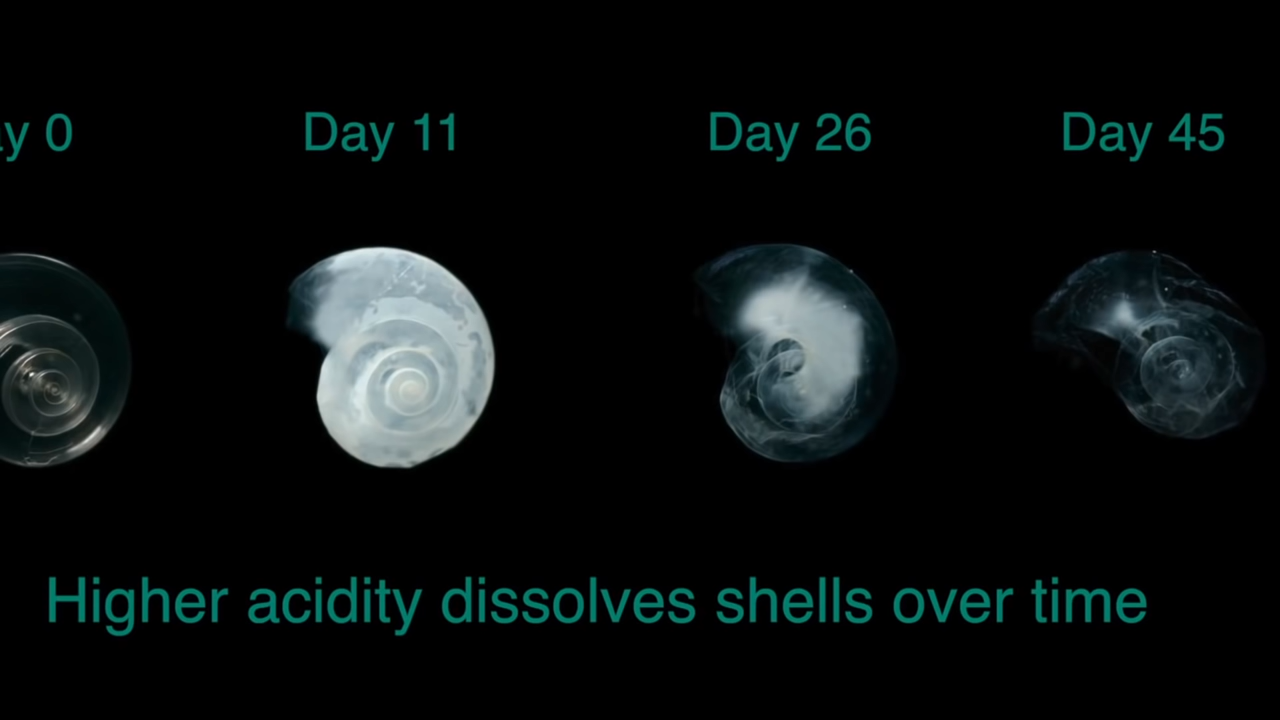 y 0 Day 11 Day 26 Day 45
Higher acidity dissolves shells over time